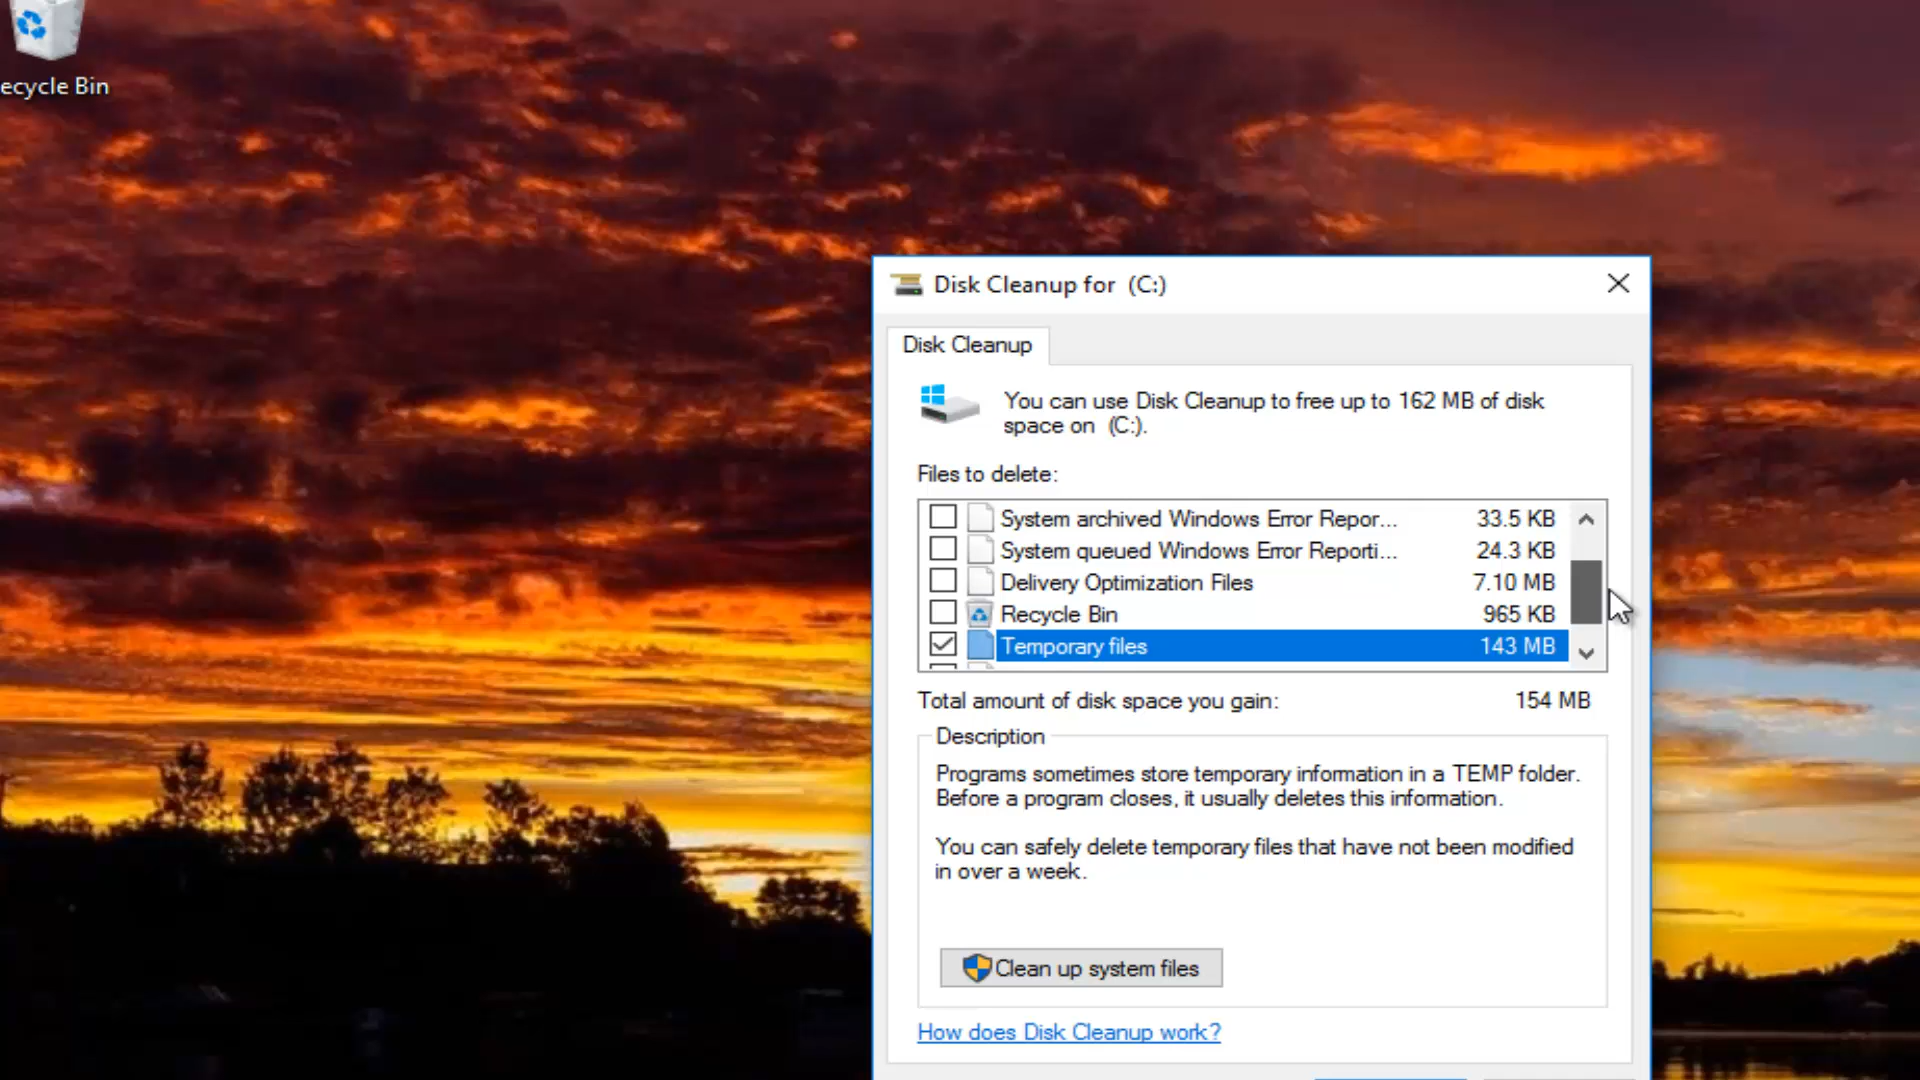 ecycle Bin
Disk Cleanup for (C:)
Disk Cleanup
You can use Disk Cleanup to free up to 162 MB of disk
space on (C:).
Files to delete:
System archived Windows Error Repor... 33.5 KB
System queued Windows Error Reporti... 24.3 KB
Delivery Optimization Files 7.10 MB
Recycle Bin 965 KB
Temporary files 143 MB
Total amount of disk space you gain: 154 MB
Description
Programs sometimes store temporary information in a TEMP folder.
Before a program closes, it usually deletes this information.
You can safely delete temporary files that have not been modified
in over a week.
Clean up system files
How does Disk Cleanup work?